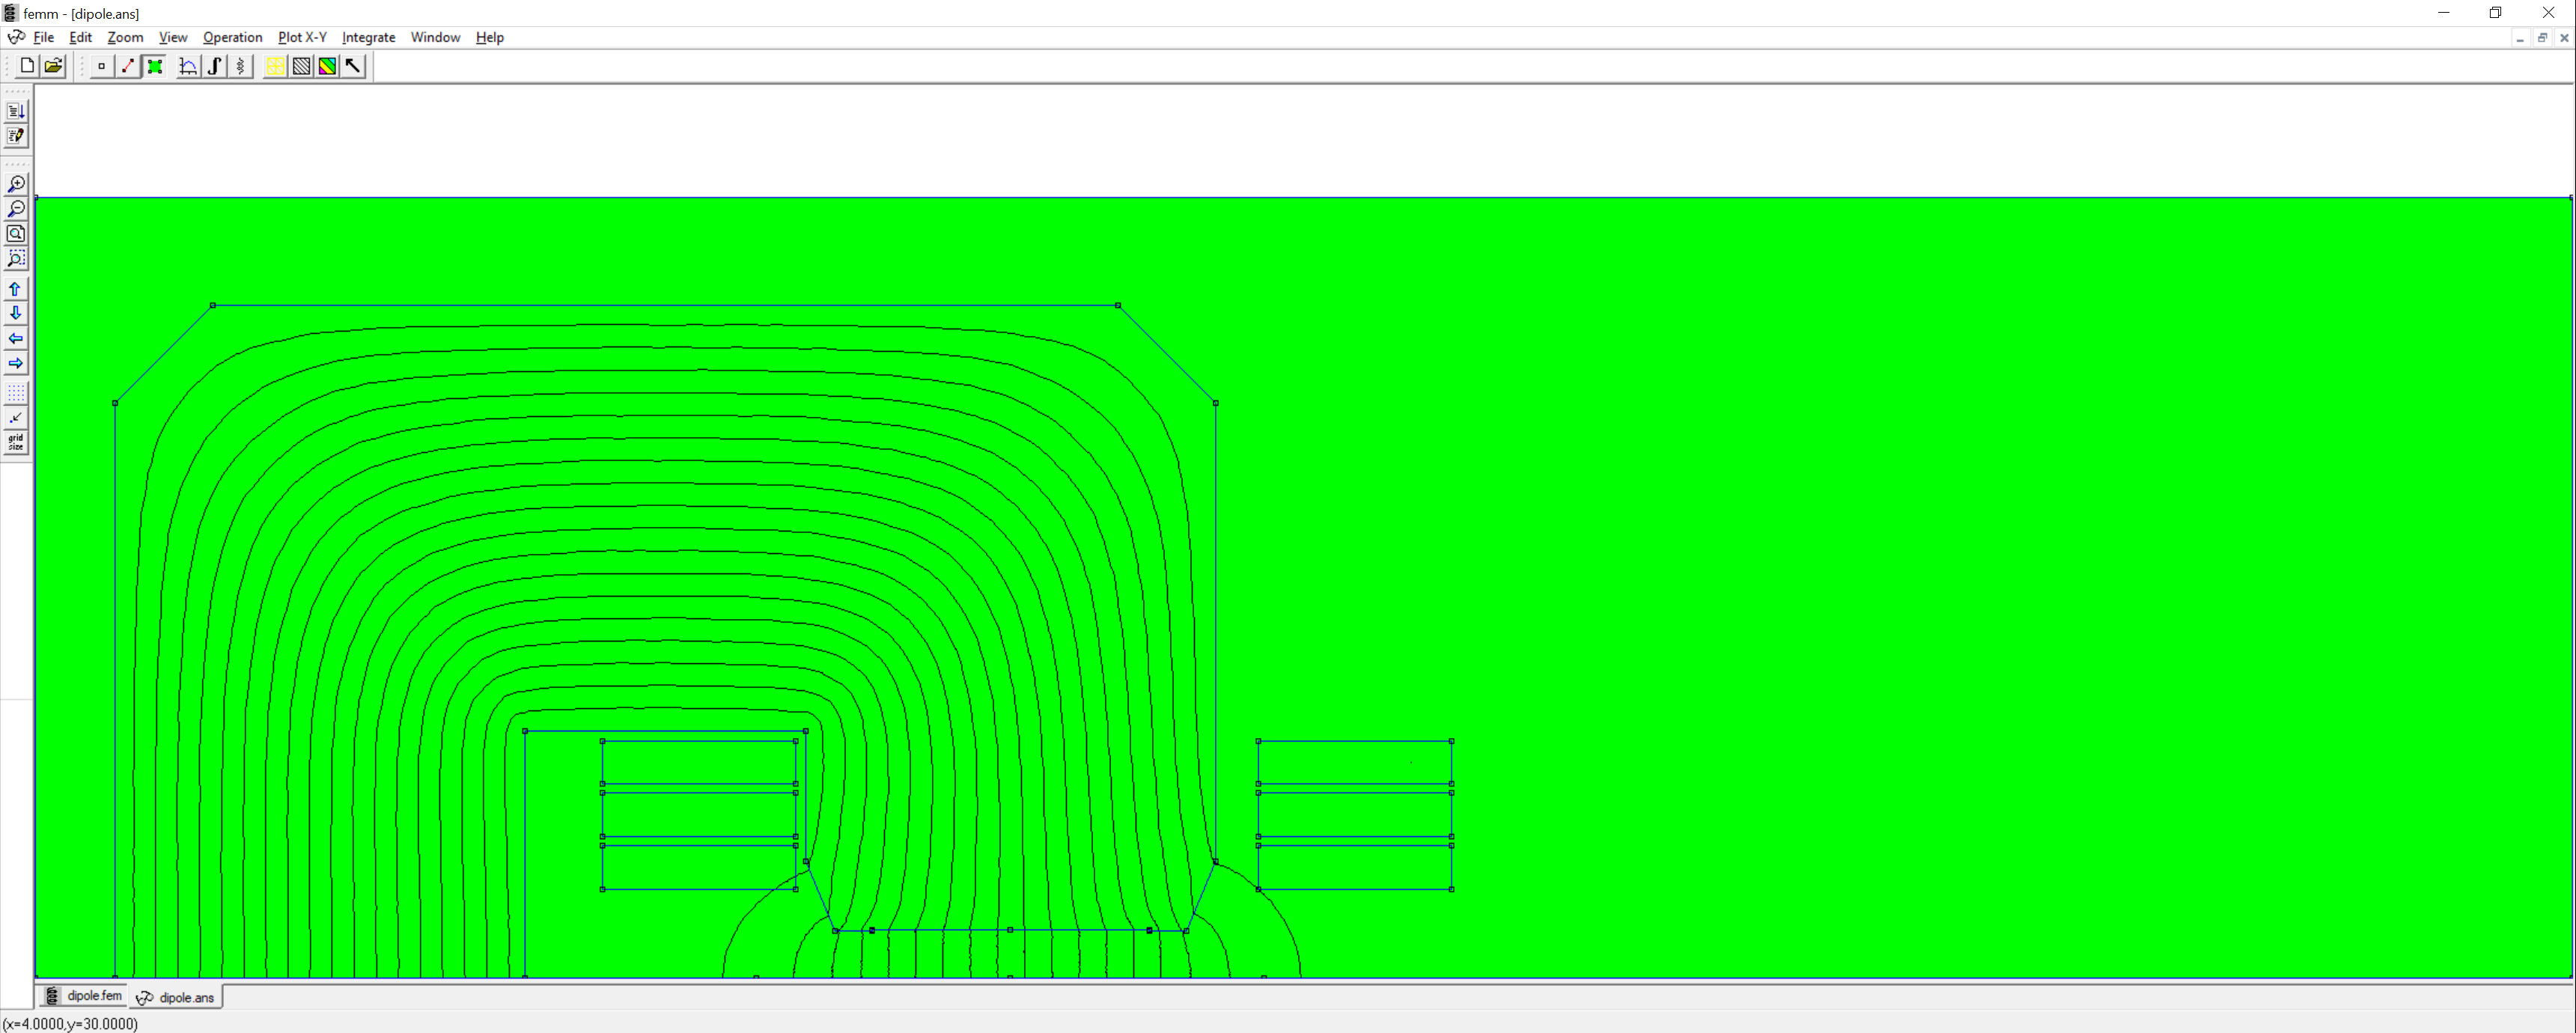 femm - [dipole.ans]
File Edit Zoom View Operation Plot X-Y Integrate Window Help
grid
size
dipole.fem dipole.ans
(x=4.0000,y=30.0000)